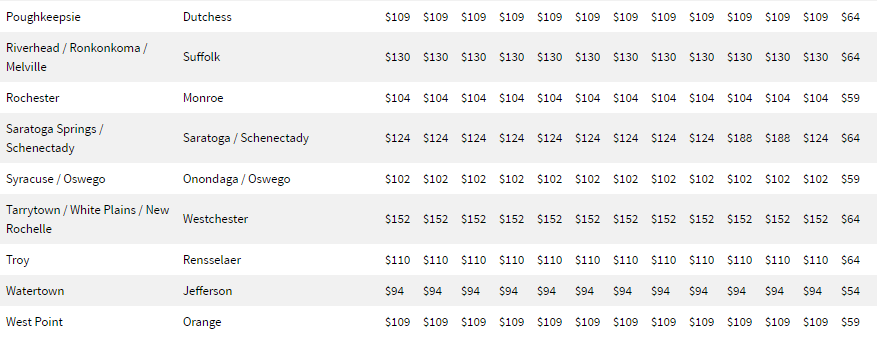 Poughkeepsie Dutchess $109 $109 $109 $109 $109 $109 $109 $109 $109 $109 $109 $109 $64
Riverhead / Ronkonkoma /
Melville Suffolk $130 $130 $130 $130 $130 $130 $130 $130 $130 $130 $130 $130 $64
Rochester Monroe $104 $104 $104 $104 $104 $104 $104 $104 $104 $104 $104 $104 $59
Saratoga Springs /
Schenectady Saratoga / Schenectady $124 $124 $124 $124 $124 $124 $124 $124 $124 $188 $188 $124 $64
Syracuse / Oswego Onondaga / Oswego $102 $102 $102 $102 $102 $102 $102 $102 $102 $102 $102 $102 $59
Tarrytown / White Plains / New
Rochelle Westchester $152 $152 $152 $152 $152 $152 $152 $152 $152 $152 $152 $152 $64
Troy Rensselaer $110 $110 $110 $110 $110 $110 $110 $110 $110 $110 $110 $110 $64
Watertown Jefferson $94 $94 $94 $94 $94 $94 $94 $94 $94 $94 $94 $94 $54
West Point Orange $109 $109 $109 $109 $109 $109 $109 $109 $109 $109 $109 $109 $59